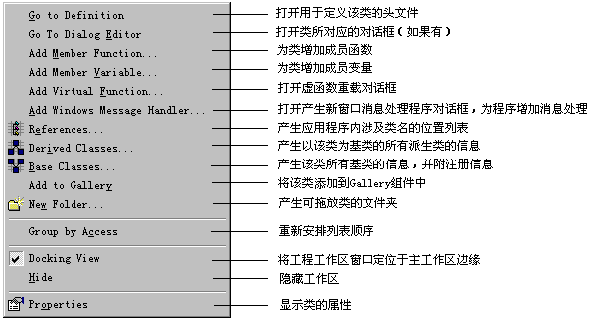 Go to Definition 打开用于定义该类的头文件
Go To Dialog Editor 打开类所对应的对话框(如果有)
Add Member Function... 为类增加成员函数
Add Member Variable... 为类增加成员变量
Add Virtual Function... 打开虚函数重载对话框
Add Windows Message Handler... 打开产生新窗口消息处理程序对话框,为程序增加消息处理
References... 产生应用程序内涉及类名的位置列表
Derived Classes... 产生以该类为基类的所有派生类的信息
Base Classes... 产生该类所有基类的信息,并附注册信息
Add to Gallery 将该类添加到Gallery组件中
New Folder... 产生可拖放类的文件夹
Group by Access 重新安排列表顺序
Docking View 将工程工作区窗口定位于主工作区边缘
Hide 隐藏工作区
Properties 显示类的属性